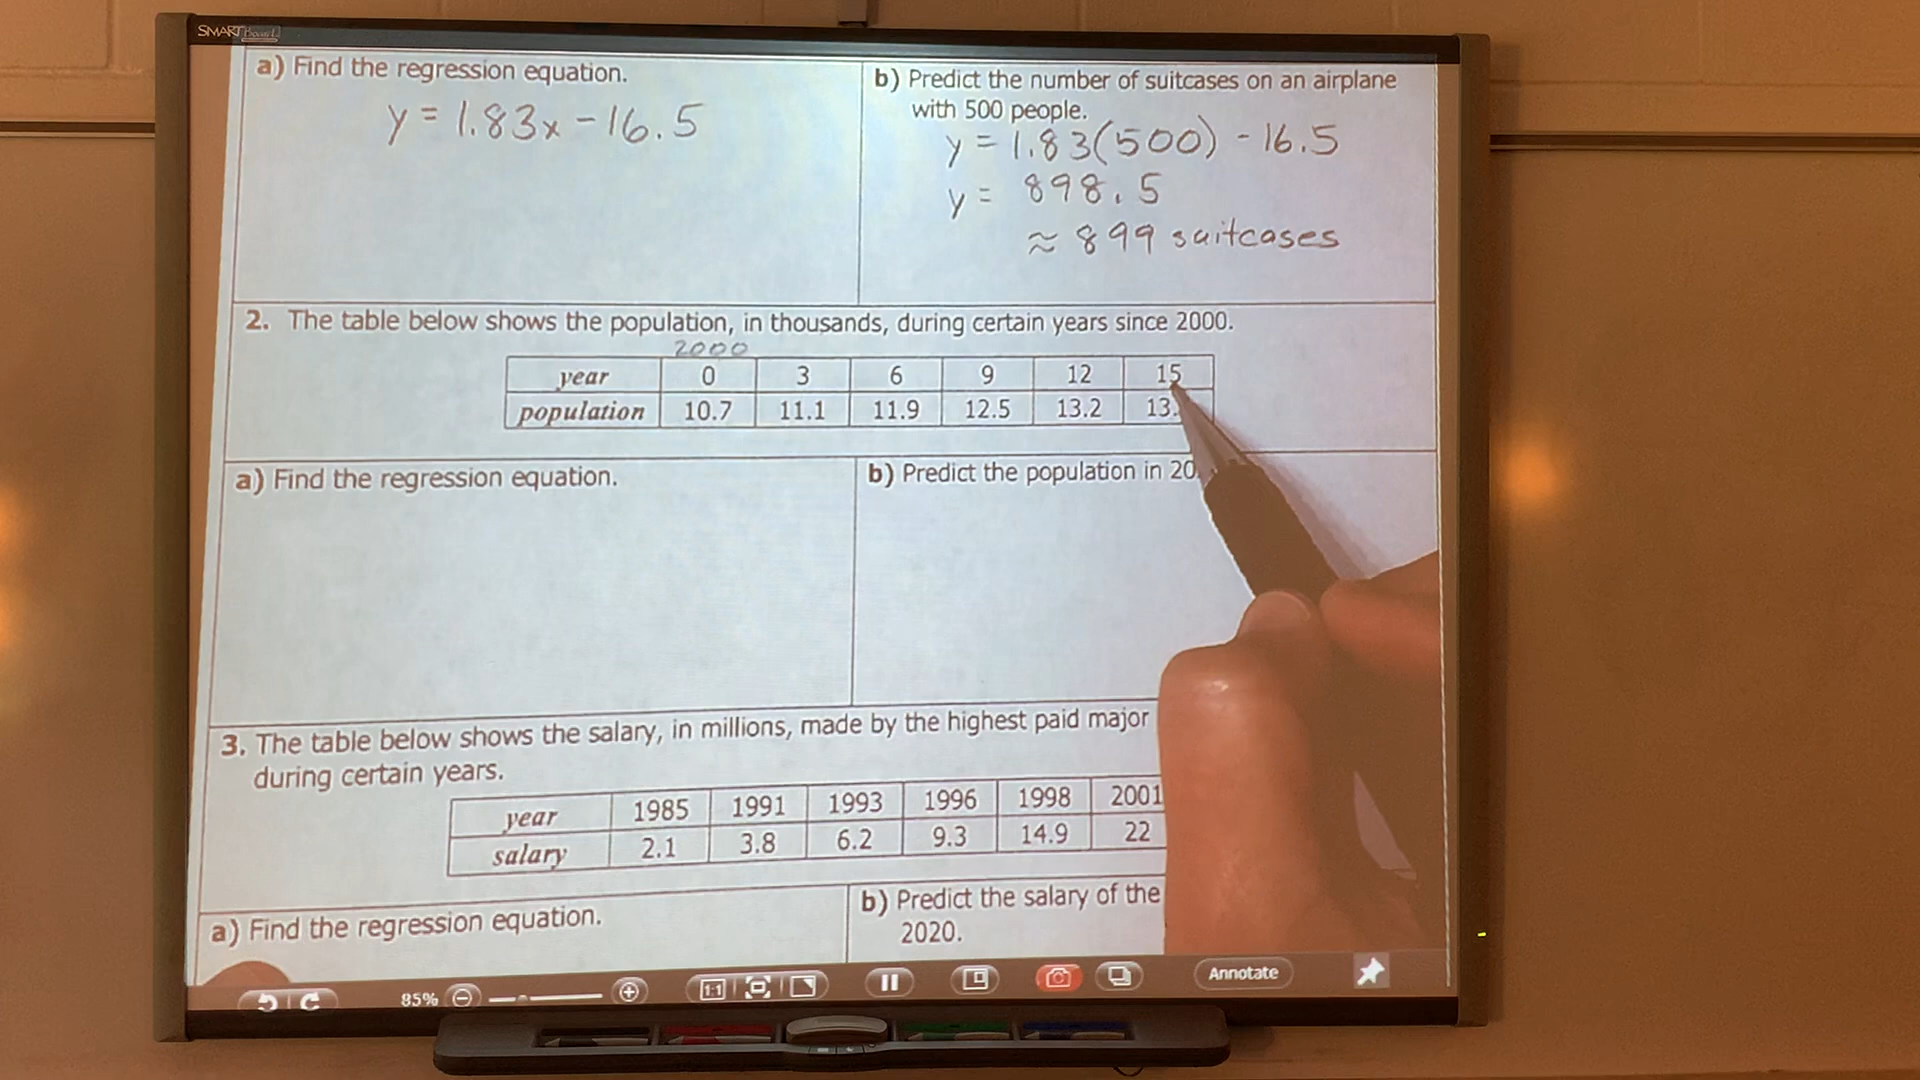 SMART Board
a) Find the regression equation.
y = 1.83x - 16.5
b) Predict the number of suitcases on an airplane
with 500 people.
y = 1.83(500) - 16.5
y = 898.5
≈ 899 suitcases
2. The table below shows the population, in thousands, during certain years since 2000.
2000
year 0 3 6 9 12 15
population 10.7 11.1 11.9 12.5 13.2 13.
a) Find the regression equation.
b) Predict the population in 20
3. The table below shows the salary, in millions, made by the highest paid major
during certain years.
year 1985 1991 1993 1996 1998 2001
salary 2.1 3.8 6.2 9.3 14.9 22
a) Find the regression equation.
b) Predict the salary of the
2020.
85%
1:1
Annotate